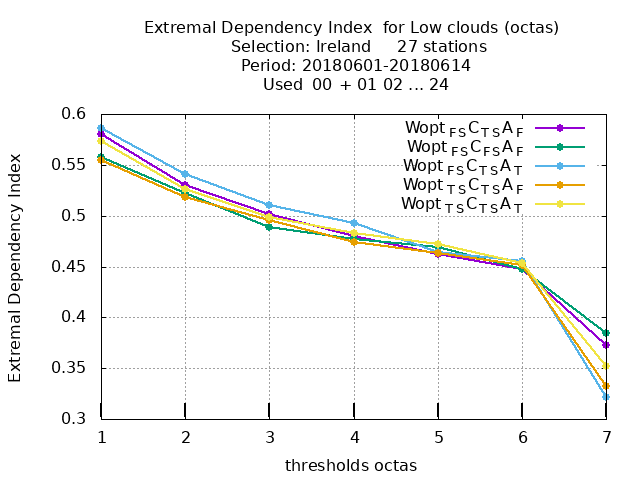 Extremal Dependency Index  for Low clouds (octas)
Selection: Ireland     27 stations
Period: 20180601-20180614
Used  00 + 01 02 ... 24
Extremal Dependency Index
0.6
0.55
0.5
0.45
0.4
0.35
0.3
Wopt FS C TS A F
Wopt FS C FS A F
Wopt FS C TS A T
Wopt TS C TS A F
Wopt TS C TS A T
1 2 3 4 5 6 7
thresholds octas